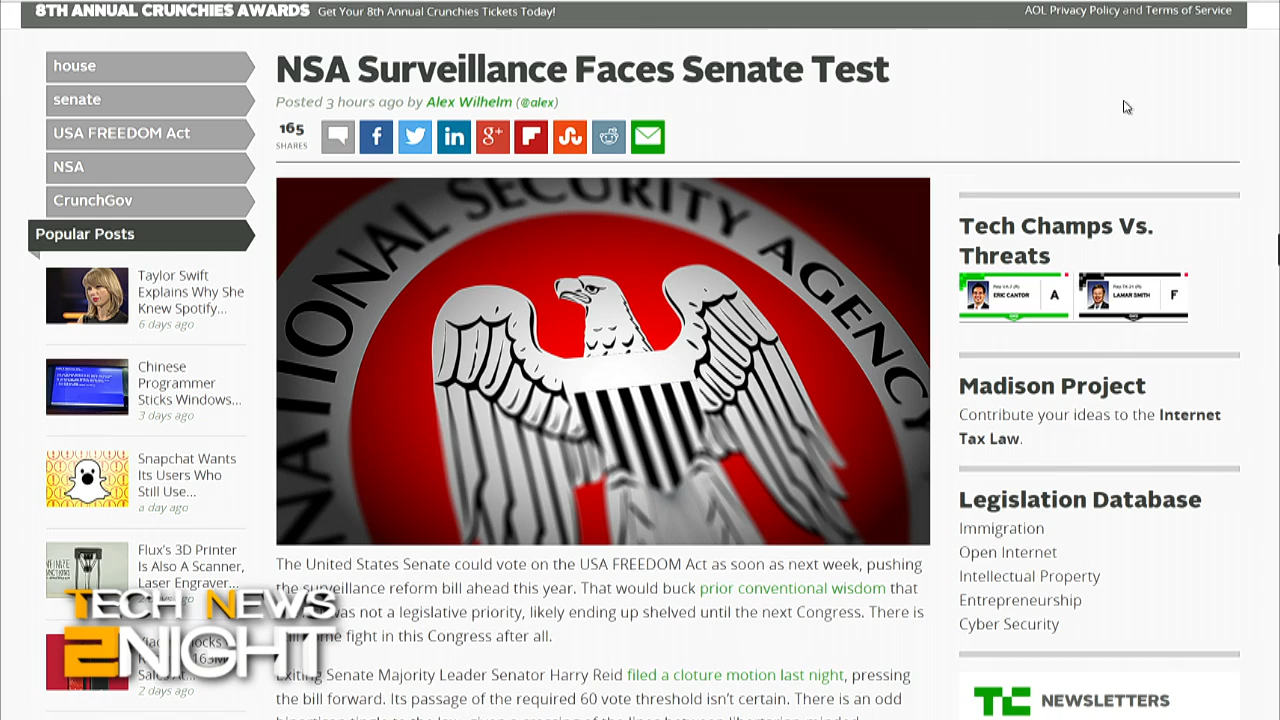 8TH ANNUAL CRUNCHIES AWARDS Get Your 8th Annual Crunchies Tickets Today!
AOL Privacy Policy and Terms of Service
house
senate
USA FREEDOM Act
NSA
CrunchGov
Popular Posts
Taylor Swift
Explains Why She
Knew Spotify...
6 days ago
Chinese
Programmer
Sticks Windows...
3 days ago
Snapchat Wants
Its Users Who
Still Use...
a day ago
Flux's 3D Printer
Is Also A Scanner,
Laser Engraver...
2 days ago
NSA Surveillance Faces Senate Test
Posted 3 hours ago by Alex Wilhelm (@alex)
165
SHARES
f
in
g+
NATIONAL SECURITY AGENCY
The United States Senate could vote on the USA FREEDOM Act as soon as next week, pushing
the surveillance reform bill ahead this year. That would buck prior conventional wisdom that
was not a legislative priority, likely ending up shelved until the next Congress. There is
fight in this Congress after all.
Exiting Senate Majority Leader Senator Harry Reid filed a cloture motion last night, pressing
the bill forward. Its passage of the required 60 vote threshold isn't certain. There is an odd
Tech Champs Vs.
Threats
ERIC CANTOR A
LAMAR SMITH F
Madison Project
Contribute your ideas to the Internet
Tax Law.
Legislation Database
Immigration
Open Internet
Intellectual Property
Entrepreneurship
Cyber Security
TC NEWSLETTERS
TECH NEWS
2NIGHT